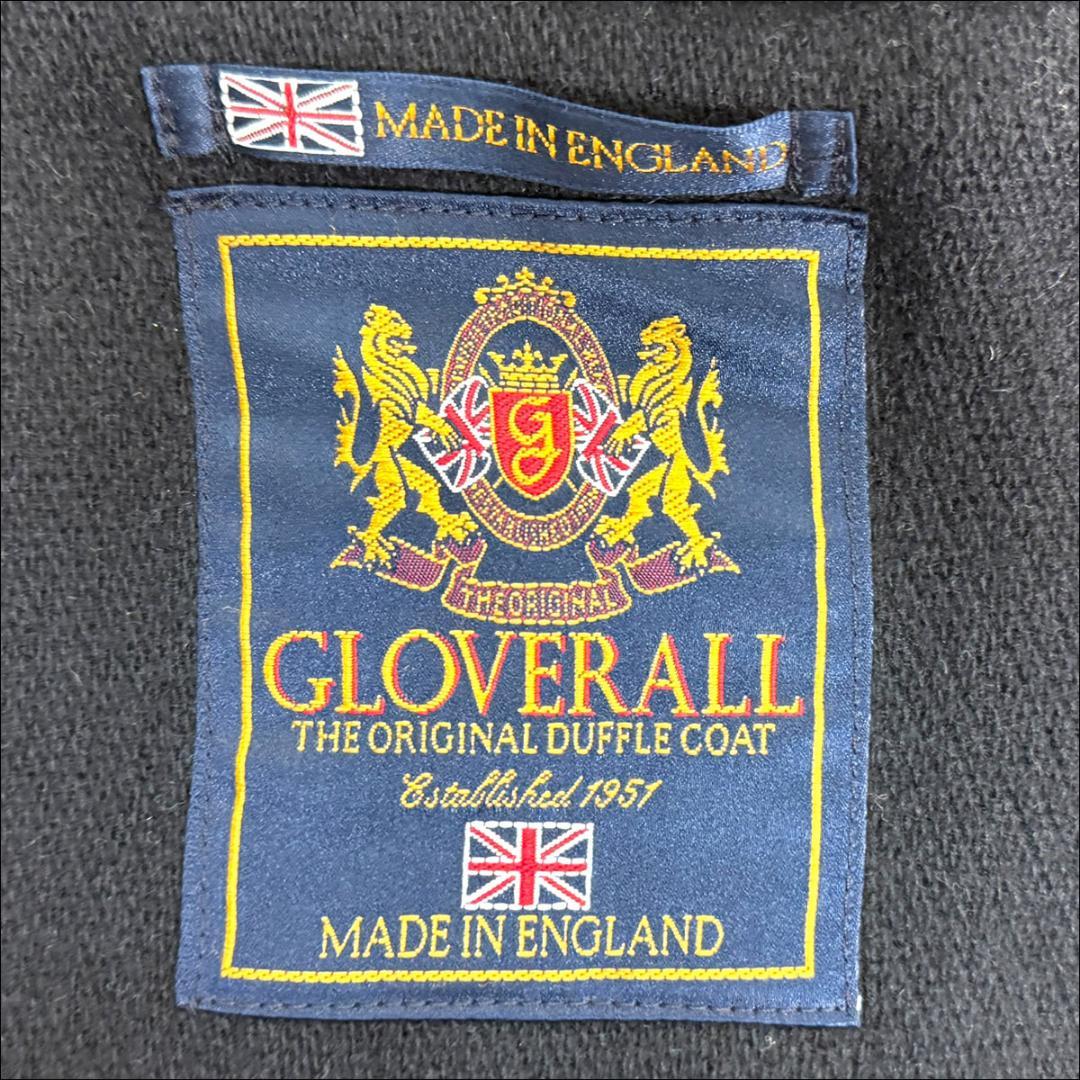 MADE IN ENGLAND
g
THE ORIGINAL
GLOVERALL
THE ORIGINAL DUFFLE COAT
Established 1951
MADE IN ENGLAND